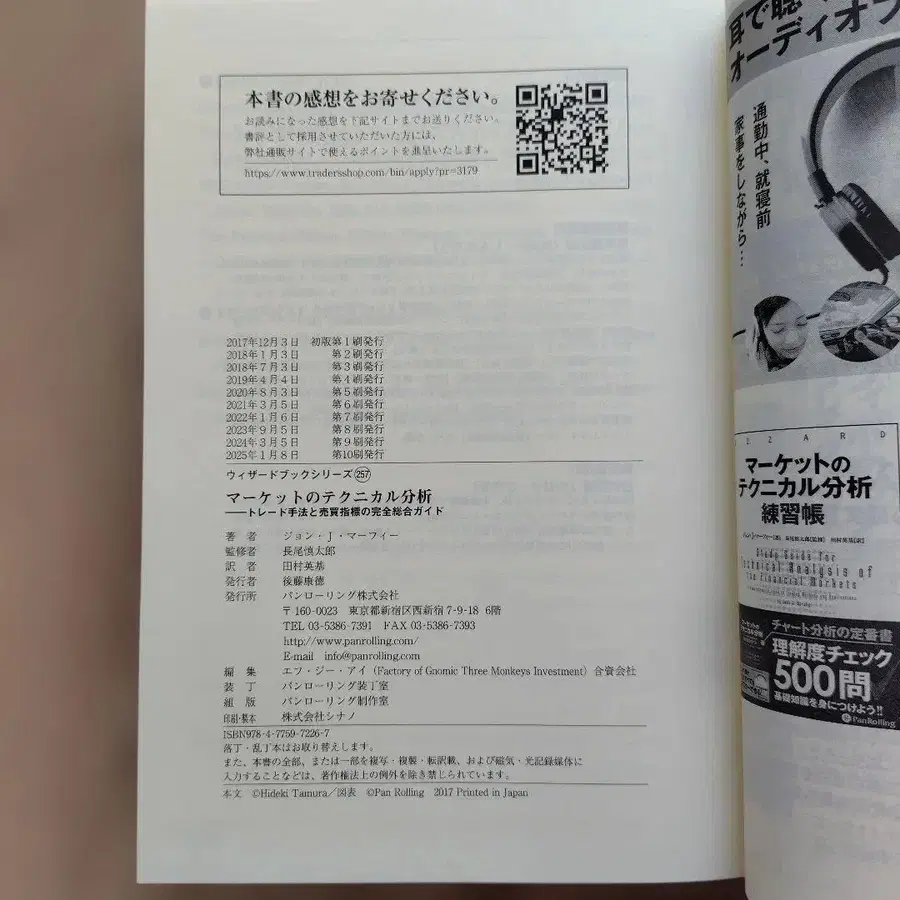 本書の感想をお寄せください。
お読みになった感想を下記サイトまでお送りください。
書評として採用させていただいた方には、
弊社通販サイトで使えるポイントを進呈いたします。
https://www.tradersshop.com/bin/apply?pr=3179
2017年12月3日 初版第1刷発行
2018年1月3日 第2刷発行
2018年7月3日 第3刷発行
2019年4月4日 第4刷発行
2020年8月3日 第5刷発行
2021年3月5日 第6刷発行
2022年1月6日 第7刷発行
2023年9月5日 第8刷発行
2024年3月5日 第9刷発行
2025年1月8日 第10刷発行
ウィザードブックシリーズ 257
マーケットのテクニカル分析
――トレード手法と売買指標の完全総合ガイド
著者 ジョン・J・マーフィー
監修者 長尾慎太郎
訳者 田村英基
発行者 後藤康徳
発行所 パンローリング株式会社
〒160-0023 東京都新宿区西新宿7-9-18 6階
TEL 03-5386-7391 FAX 03-5386-7393
http://www.panrolling.com/
E-mail info@panrolling.com
編集 エフ・ジー・アイ(Factory of Gnomic Three Monkeys Investment)合資会社
装丁 パンローリング装丁室
組版 パンローリング制作室
印刷・製本 株式会社シナノ
ISBN978-4-7759-7226-7
落丁・乱丁本はお取り替えします。
また、本書の全部、または一部を複写・複製・転訳載、および磁気・光記録媒体に
入力することなどは、著作権法上の例外を除き禁じられています。
本文 ©Hideki Tamura/図表 ©Pan Rolling 2017 Printed in Japan
耳で聴
オーディオブ
通勤中、就寝前
家事をしながら…
ZARD
マーケットの
テクニカル分析
練習帳
Study Guide for
Technical Analysis of
the Financial Markets
チャート分析の定番書
理解度チェック
500問
基礎知識を身につけよう!!
PanRolling